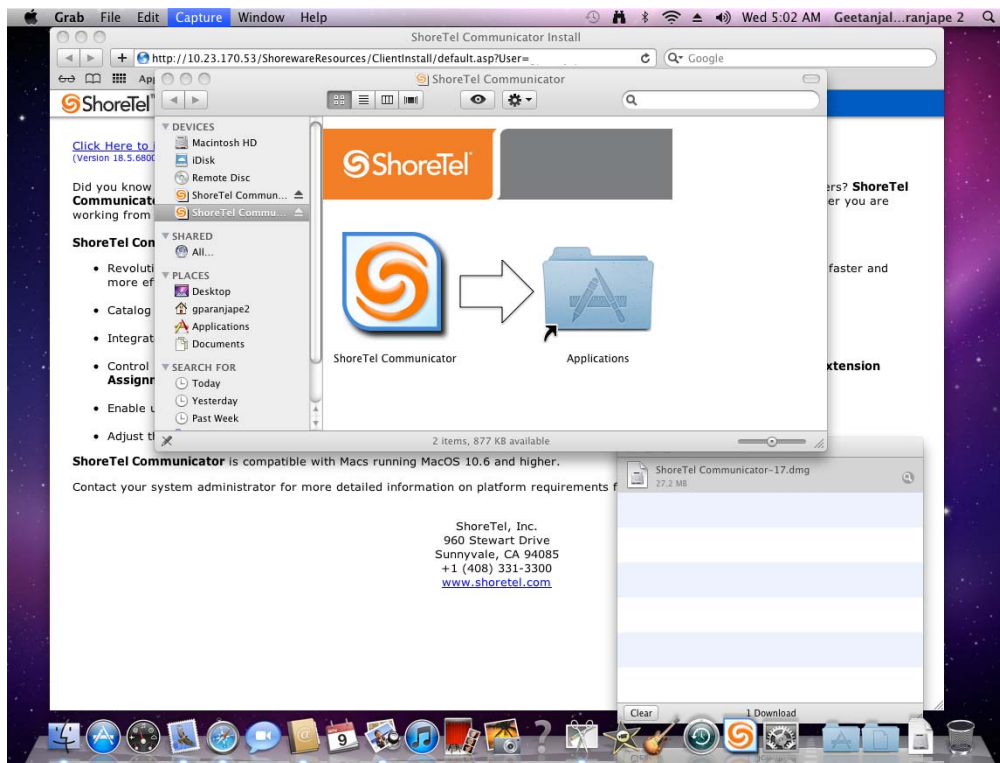 Grab File Edit Capture Window Help Wed 5:02 AM Geetanjal...ranjape 2
ShoreTel Communicator Install
http://10.23.170.53/ShorewareResources/ClientInstall/default.asp?User=
Google
ShoreTel Communicator
ShoreTel
DEVICES
Macintosh HD
iDisk
Remote Disc
ShoreTel Commun...
ShoreTel Commu...
SHARED
All...
PLACES
Desktop
gparanjape2
Applications
Documents
SEARCH FOR
Today
Yesterday
Past Week
ShoreTel
ShoreTel Communicator
Applications
2 items, 877 KB available
Click Here to
(Version 18.5.6800
Did you know ers? ShoreTel
Communicat er you are
working from
ShoreTel Con
• Revoluti faster and
more ef
• Catalog
• Integrat
• Control xtension
Assignm
• Enable u
• Adjust t
ShoreTel Communicator is compatible with Macs running MacOS 10.6 and higher.
Contact your system administrator for more detailed information on platform requirements f
ShoreTel, Inc.
960 Stewart Drive
Sunnyvale, CA 94085
+1 (408) 331-3300
www.shoretel.com
ShoreTel Communicator-17.dmg
27.2 MB
Clear
1 Download
9